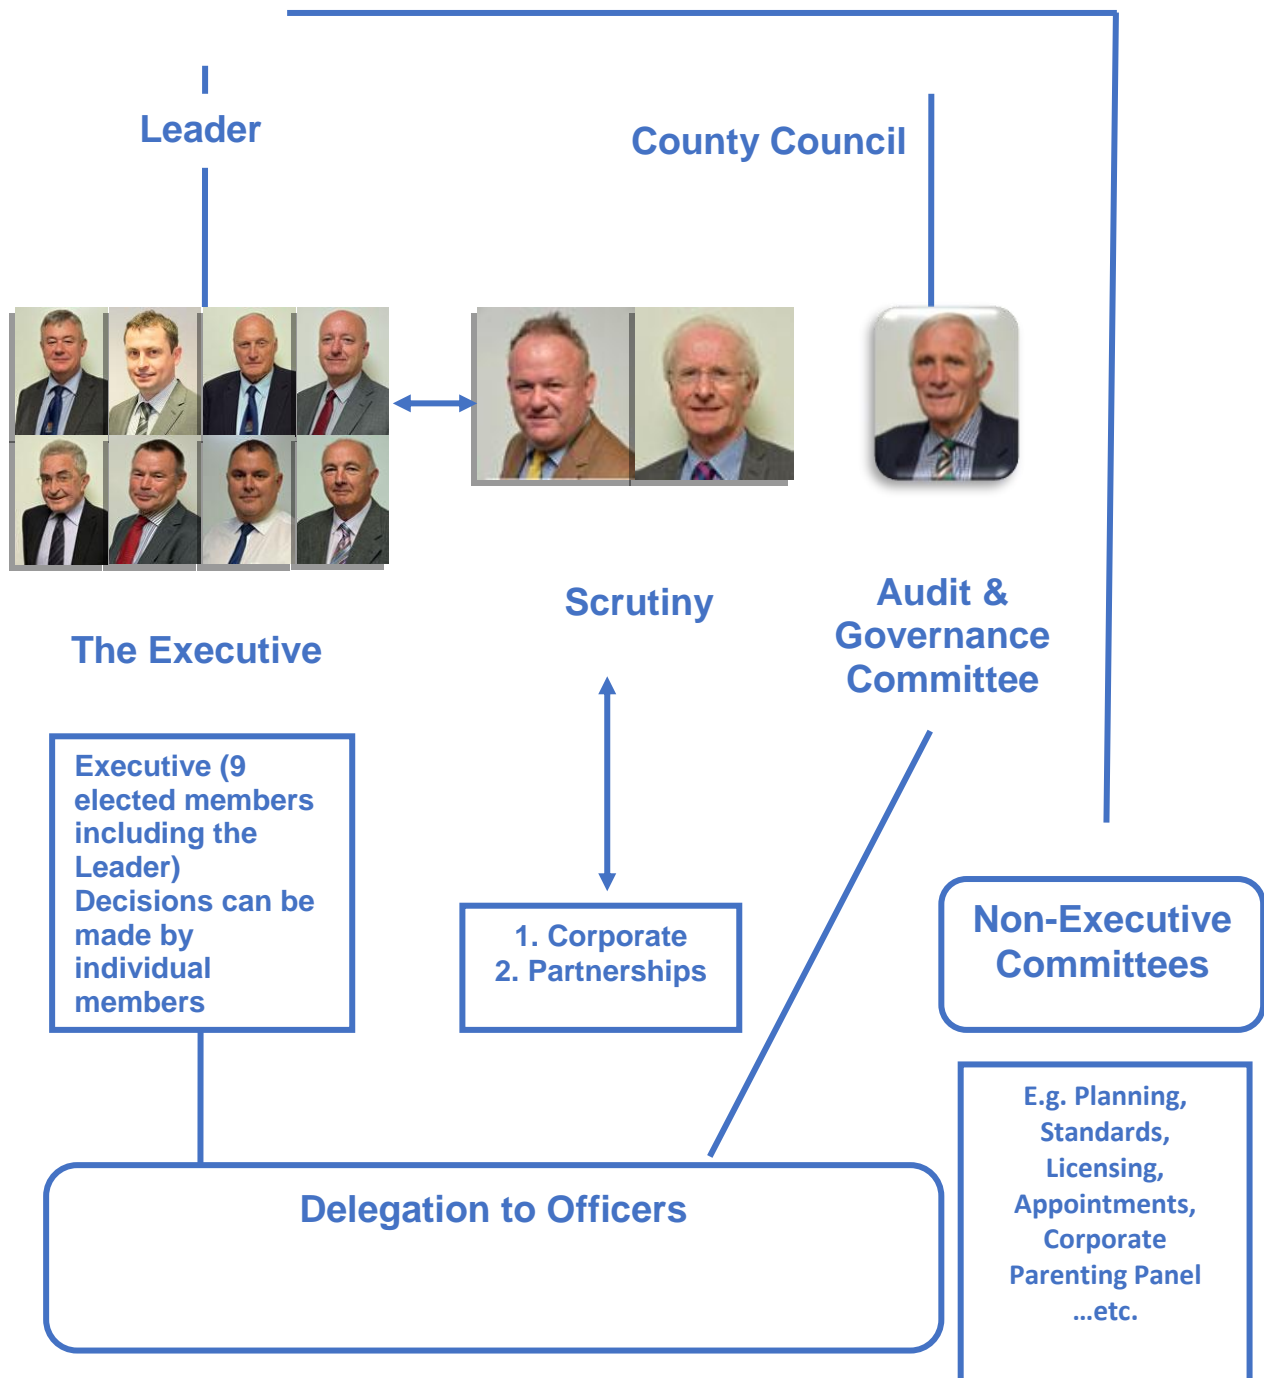 Leader
County Council
The Executive
Scrutiny
Audit &
Governance
Committee
Executive (9
elected members
including the
Leader)
Decisions can be
made by
individual
members
1. Corporate
2. Partnerships
Non-Executive
Committees
E.g. Planning,
Standards,
Licensing,
Appointments,
Corporate
Parenting Panel
...etc.
Delegation to Officers